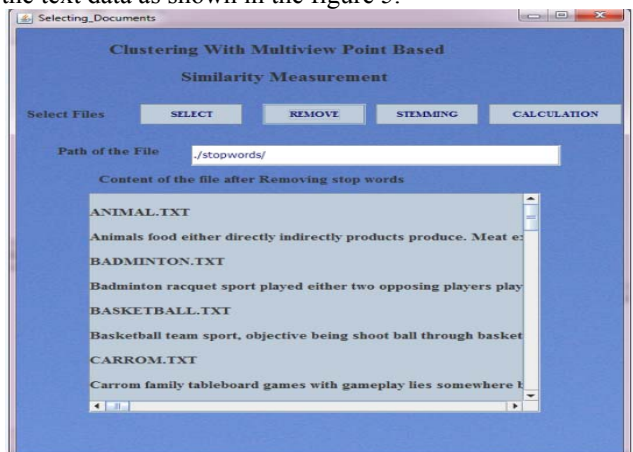 the text data as shown in the figure 5.
Selecting_Documents
Clustering With Multiview Point Based
Similarity Measurement
Select Files SELECT REMOVE STEMMING CALCULATION
Path of the File ./stopwords/
Content of the file after Removing stop words
ANIMAL.TXT
Animals food either directly indirectly products produce. Meat e
BADMINTON.TXT
Badminton racquet sport played either two opposing players play
BASKETBALL.TXT
Basketball team sport, objective being shoot ball through basket
CARROM.TXT
Carrom family tableboard games with gameplay lies somewhere